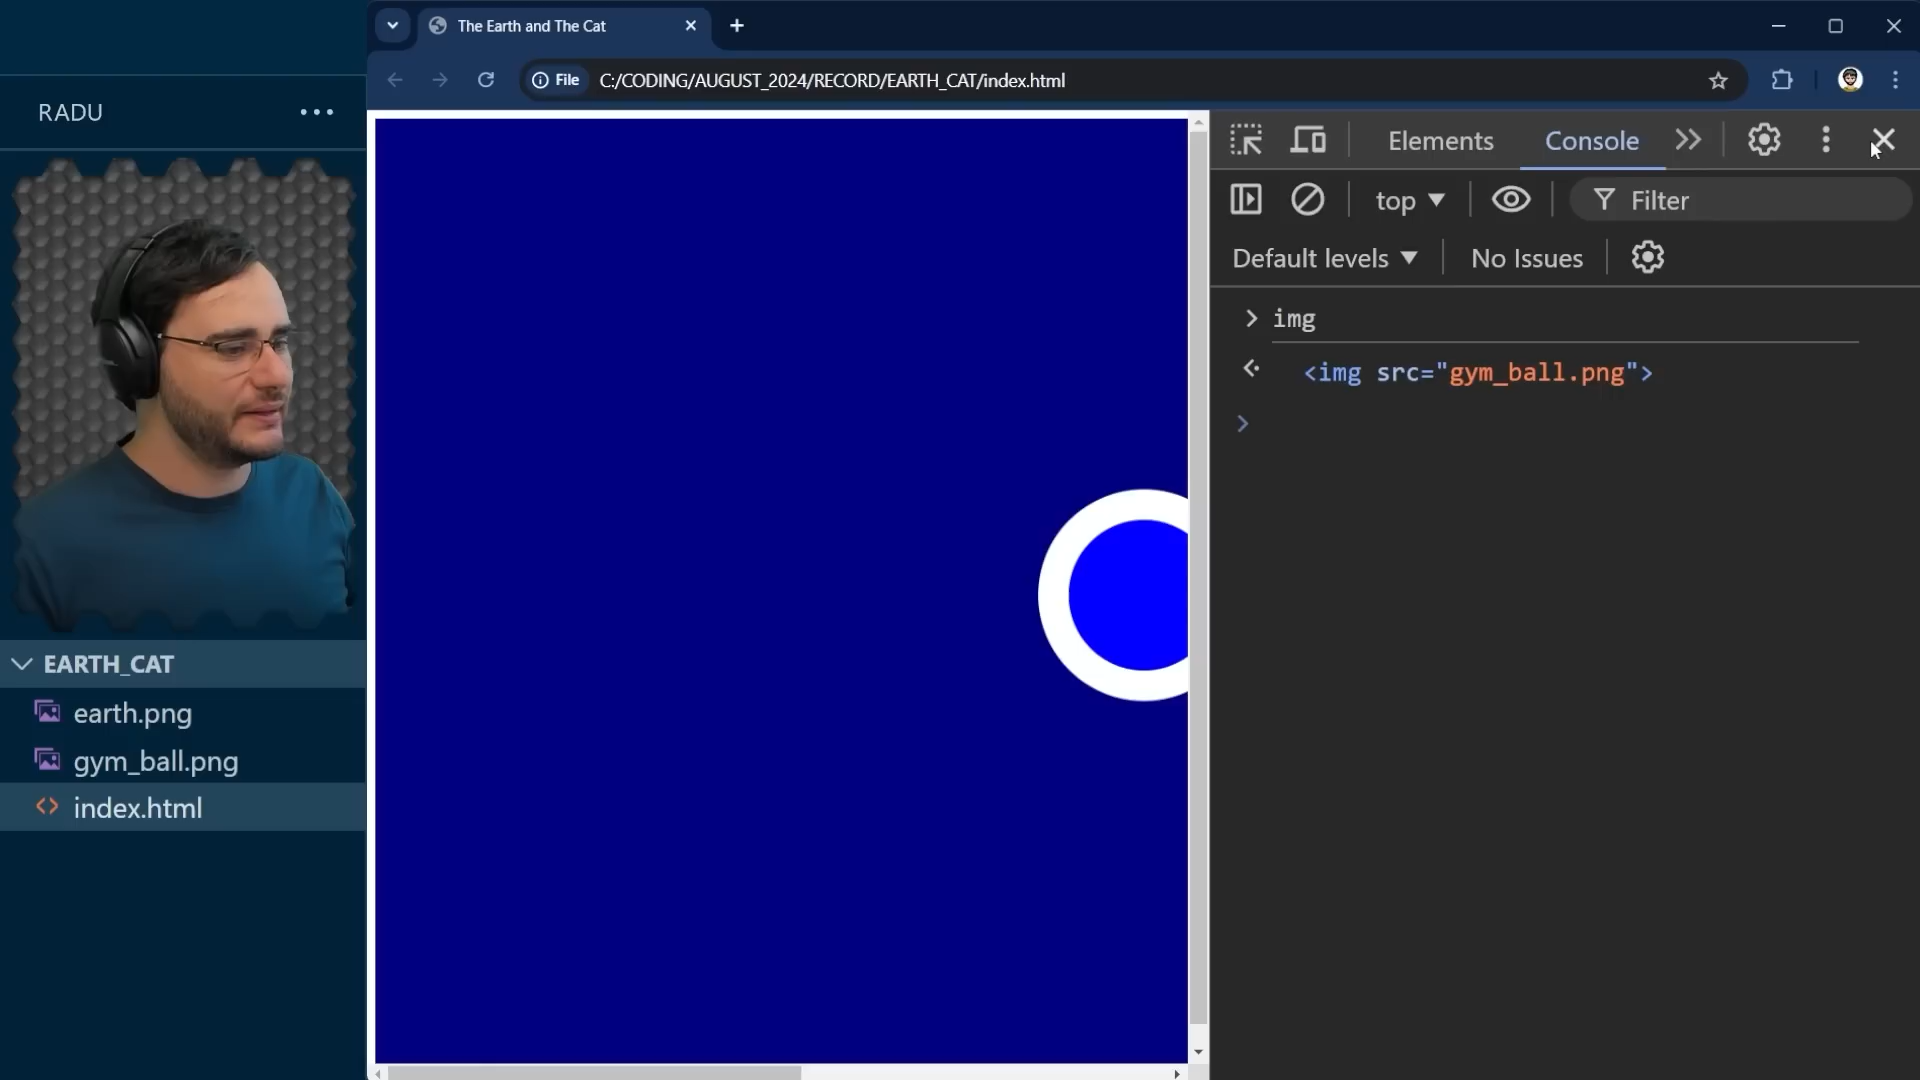 The Earth and The Cat
File
C:/CODING/AUGUST_2024/RECORD/EARTH_CAT/index.html
RADU
Elements
Console
top
Filter
Default levels
No Issues
img
<img src="gym_ball.png">
EARTH_CAT
earth.png
gym_ball.png
index.html